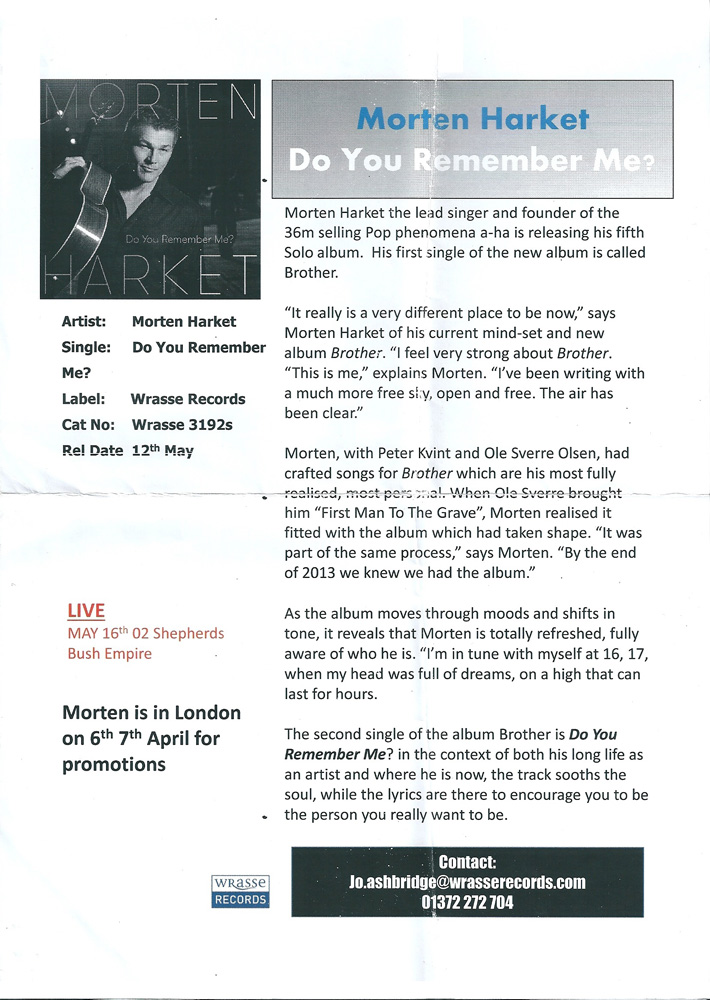 MORTEN
Do You Remember Me?
HARKET
Artist: Morten Harket
Single: Do You Remember
Me?
Label: Wrasse Records
Cat No: Wrasse 3192s
Rel Date 12th May
LIVE
MAY 16th 02 Shepherds
Bush Empire
Morten is in London
on 6th 7th April for
promotions
wrasse
RECORDS
Morten Harket
Do You Remember Me?
Morten Harket the lead singer and founder of the
36m selling Pop phenomena a-ha is releasing his fifth
Solo album. His first single of the new album is called
Brother.
“It really is a very different place to be now,” says
Morten Harket of his current mind-set and new
album Brother. “I feel very strong about Brother.
“This is me,” explains Morten. “I’ve been writing with
a much more free sky, open and free. The air has
been clear.”
Morten, with Peter Kvint and Ole Sverre Olsen, had
crafted songs for Brother which are his most fully
realised, most personal. When Ole Sverre brought
him “First Man To The Grave”, Morten realised it
fitted with the album which had taken shape. “It was
part of the same process,” says Morten. “By the end
of 2013 we knew we had the album.”
As the album moves through moods and shifts in
tone, it reveals that Morten is totally refreshed, fully
aware of who he is. “I’m in tune with myself at 16, 17,
when my head was full of dreams, on a high that can
last for hours.
The second single of the album Brother is Do You
Remember Me? in the context of both his long life as
an artist and where he is now, the track sooths the
soul, while the lyrics are there to encourage you to be
the person you really want to be.
Contact:
Jo.ashbridge@wrasserecords.com
01372 272 704